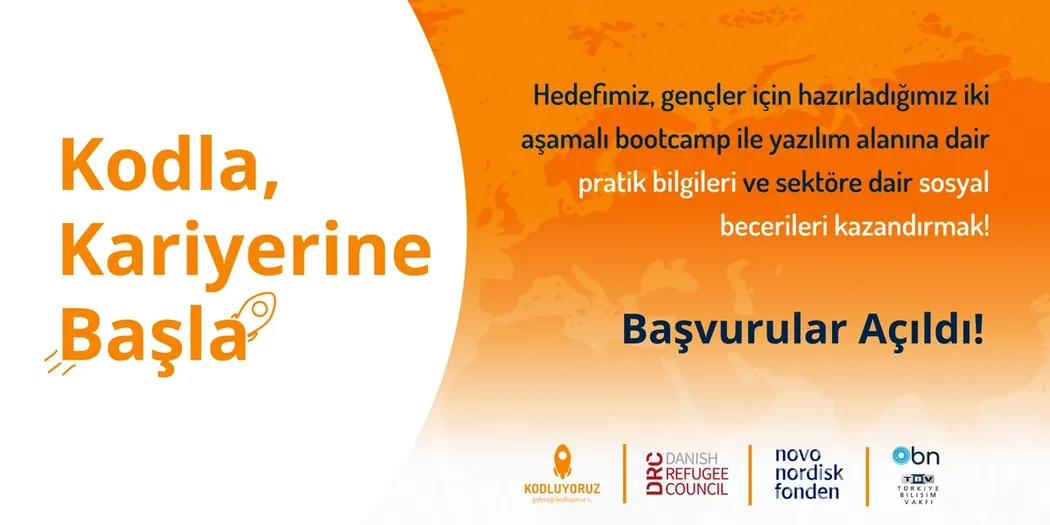 Kodla,
Kariyerine
Başla
Hedefimiz, gençler için hazırladığımız iki
aşamalı bootcamp ile yazılım alanına dair
pratik bilgileri ve sektöre dair sosyal
becerileri kazandırmak!
Başvurular Açıldı!
KODLUYORUZ
geleceği kodluyoruz >_
DRC DANISH
REFUGEE
COUNCIL
novo
nordisk
fonden
obn
TBV
TÜRKİYE
BİLİŞİM
VAKFI